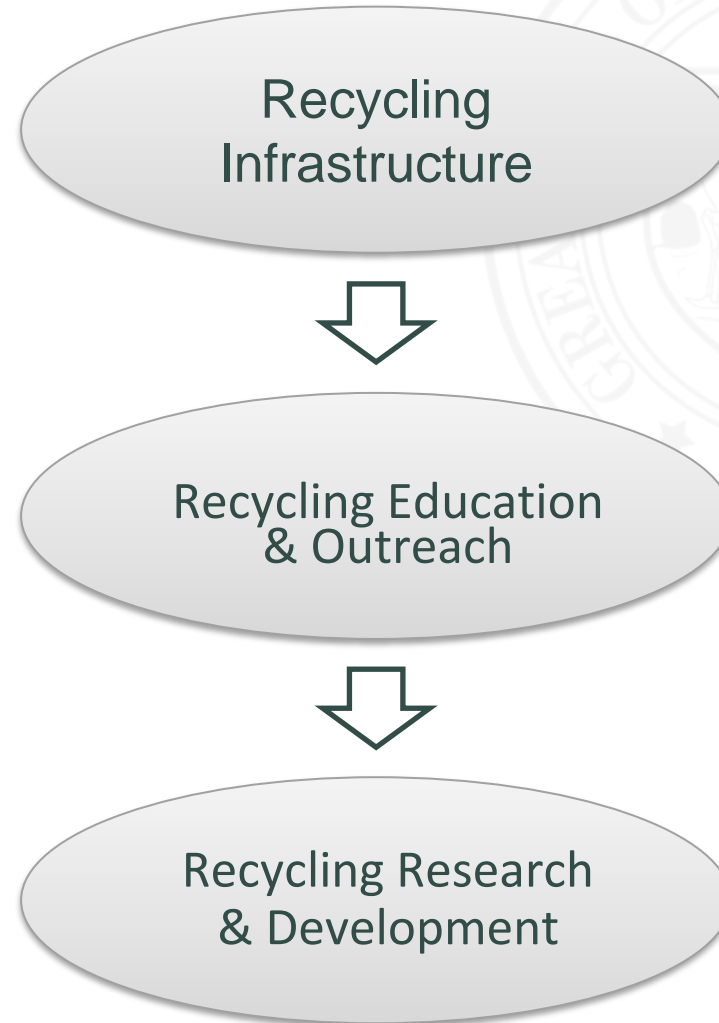 Recycling
Infrastructure
Recycling Education
& Outreach
Recycling Research
& Development